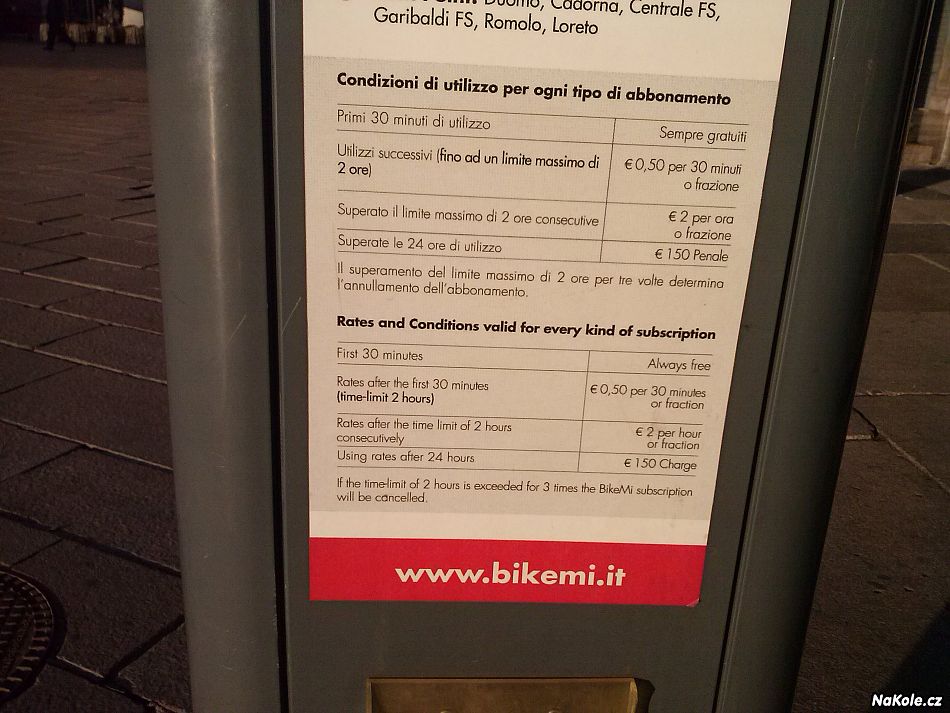 Duomo, Cadorna, Centrale FS,
Garibaldi FS, Romolo, Loreto
Condizioni di utilizzo per ogni tipo di abbonamento
Primi 30 minuti di utilizzo
Sempre gratuiti
Utilizzi successivi (fino ad un limite massimo di
2 ore)
€ 0,50 per 30 minuti
o frazione
Superato il limite massimo di 2 ore consecutive
€ 2 per ora
o frazione
Superate le 24 ore di utilizzo
€ 150 Penale
Il superamento del limite massimo di 2 ore per tre volte determina
l'annullamento dell'abbonamento.
Rates and Conditions valid for every kind of subscription
First 30 minutes
Always free
Rates after the first 30 minutes
(time-limit 2 hours)
€ 0,50 per 30 minutes
or fraction
Rates after the time limit of 2 hours
consecutively
€ 2 per hour
or fraction
Using rates after 24 hours
€ 150 Charge
If the time-limit of 2 hours is exceeded for 3 times the BikeMi subscription
will be cancelled.
www.bikemi.it
NaKole.cz